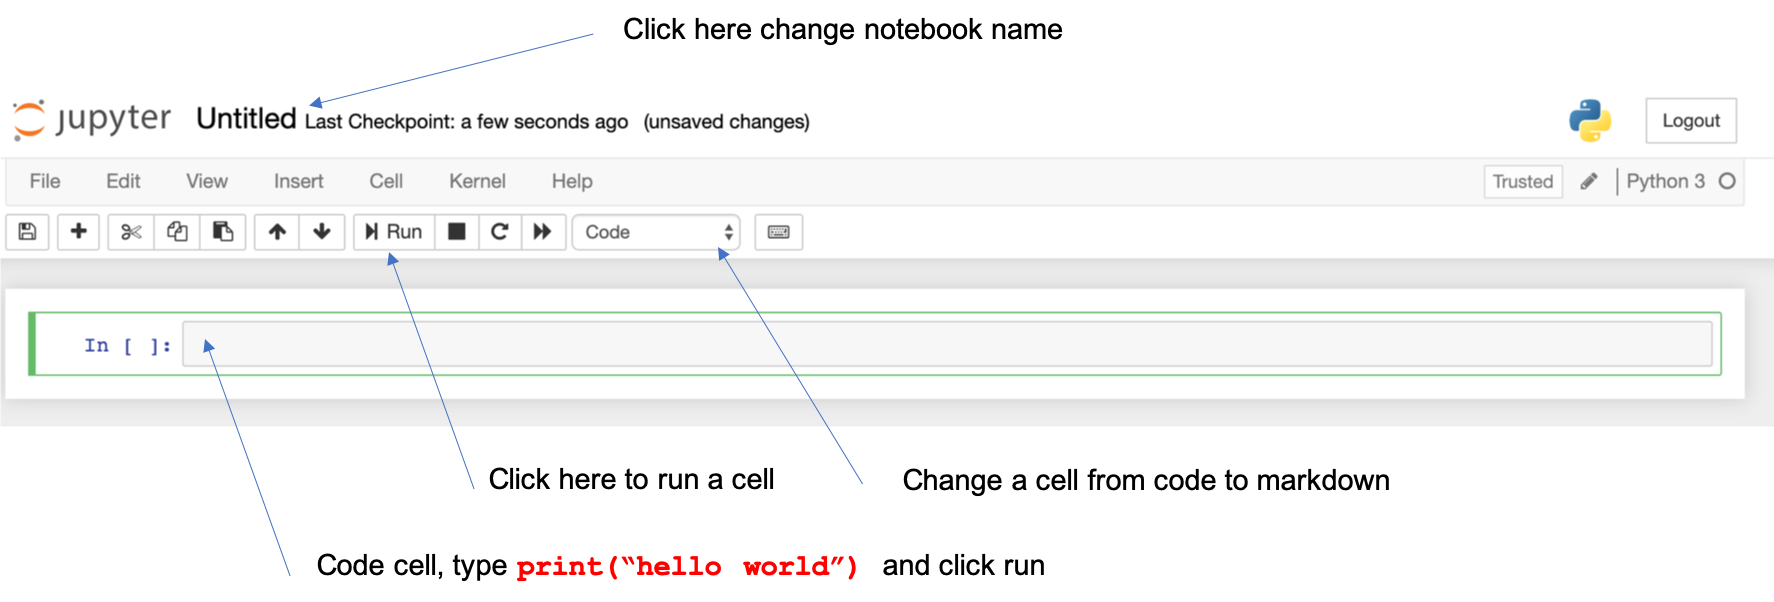 Click here change notebook name
jupyter Untitled Last Checkpoint: a few seconds ago (unsaved changes) Logout
File Edit View Insert Cell Kernel Help Trusted Python 3
Run Code
In [ ]:
Click here to run a cell Change a cell from code to markdown
Code cell, type print(“hello world”) and click run